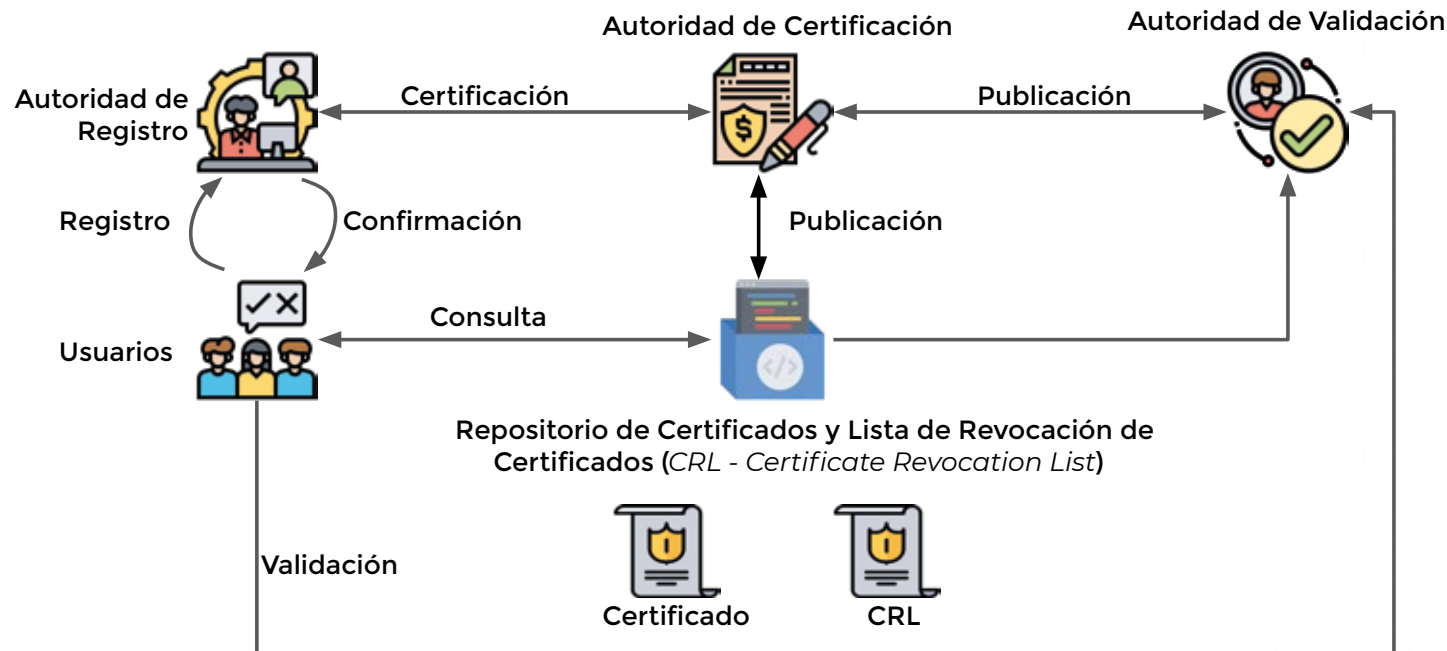 Autoridad de Certificación
Autoridad de Validación
Autoridad de
Registro
Certificación
Publicación
Registro
Confirmación
Publicación
Consulta
Usuarios
Repositorio de Certificados y Lista de Revocación de
Certificados (CRL - Certificate Revocation List)
Validación
Certificado
CRL